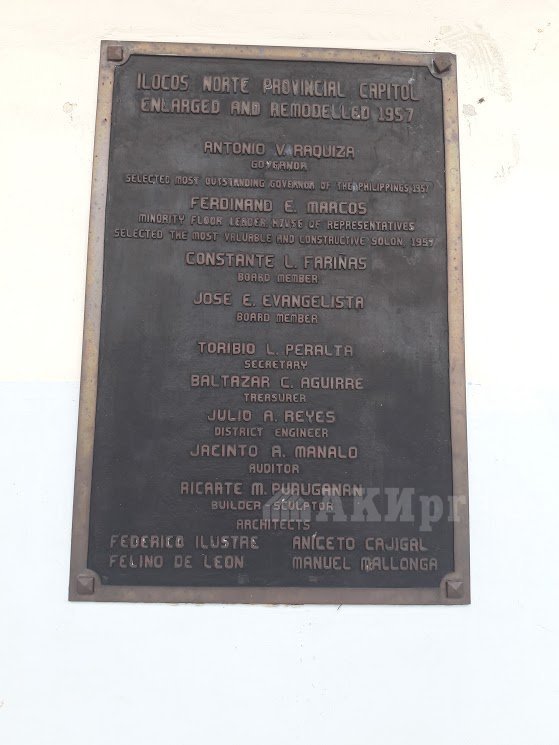 ILOCOS NORTE PROVINCIAL CAPITOL
ENLARGED AND REMODELLED 1957
ANTONIO V. RAQUIZA
GOVERNOR
SELECTED MOST OUTSTANDING GOVERNOR OF THE PHILIPPINES 1957
FERDINAND E. MARCOS
MINORITY FLOOR LEADER, HOUSE OF REPRESENTATIVES
SELECTED THE MOST VALUABLE AND CONSTRUCTIVE SOLON, 1957
CONSTANTE L. FARIÑAS
BOARD MEMBER
JOSE E. EVANGELISTA
BOARD MEMBER
TORIBIO L. PERALTA
SECRETARY
BALTAZAR C. AGUIRRE
TREASURER
JULIO A. REYES
DISTRICT ENGINEER
JACINTO A. MANALO
AUDITOR
RICARTE M. PURUGANAN
BUILDER - SCULPTOR
АКИpr
ARCHITECTS
FEDERICO ILUSTRE ANICETO CAJIGAL
FELINO DE LEON MANUEL MALLONGA